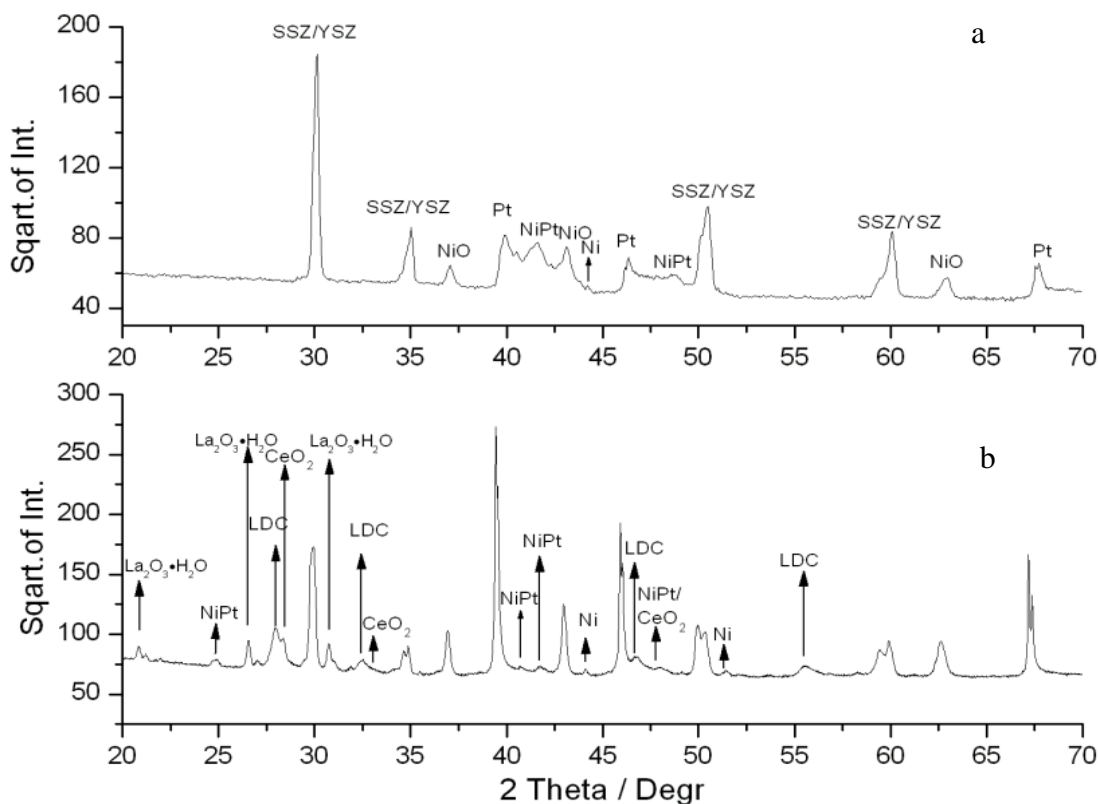 a
200
160
120
80
40
Sqart.of Int.
SSZ/YSZ
SSZ/YSZ
NiO
Pt
NiPt
NiO
Ni
Pt
NiPt
SSZ/YSZ
SSZ/YSZ
NiO
Pt
20 25 30 35 40 45 50 55 60 65 70
b
300
250
200
150
100
50
Sqart.of Int.
La₂O₃•H₂O
NiPt
La₂O₃•H₂O
CeO₂
LDC
La₂O₃•H₂O
LDC
CeO₂
NiPt
NiPt
Ni
LDC
NiPt/
CeO₂
Ni
LDC
20 25 30 35 40 45 50 55 60 65 70
2 Theta / Degr